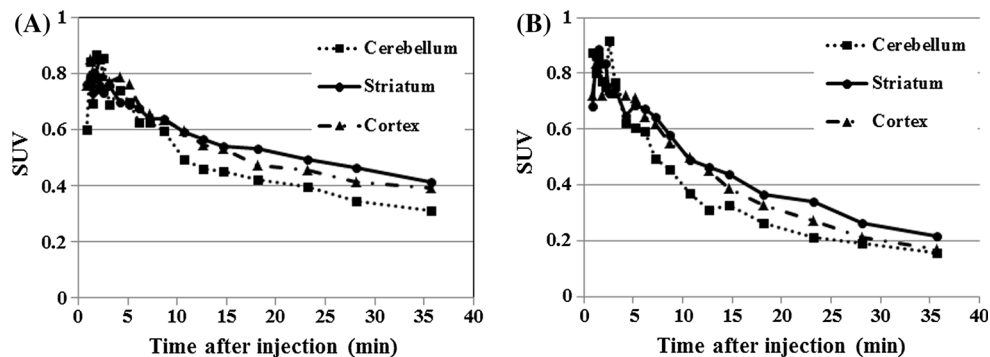 (A)
1
0.8
0.6
0.4
0.2
0
SUV
Cerebellum
Striatum
Cortex
0 5 10 15 20 25 30 35 40
Time after injection (min)
(B)
1
0.8
0.6
0.4
0.2
0
SUV
Cerebellum
Striatum
Cortex
0 5 10 15 20 25 30 35 40
Time after injection (min)